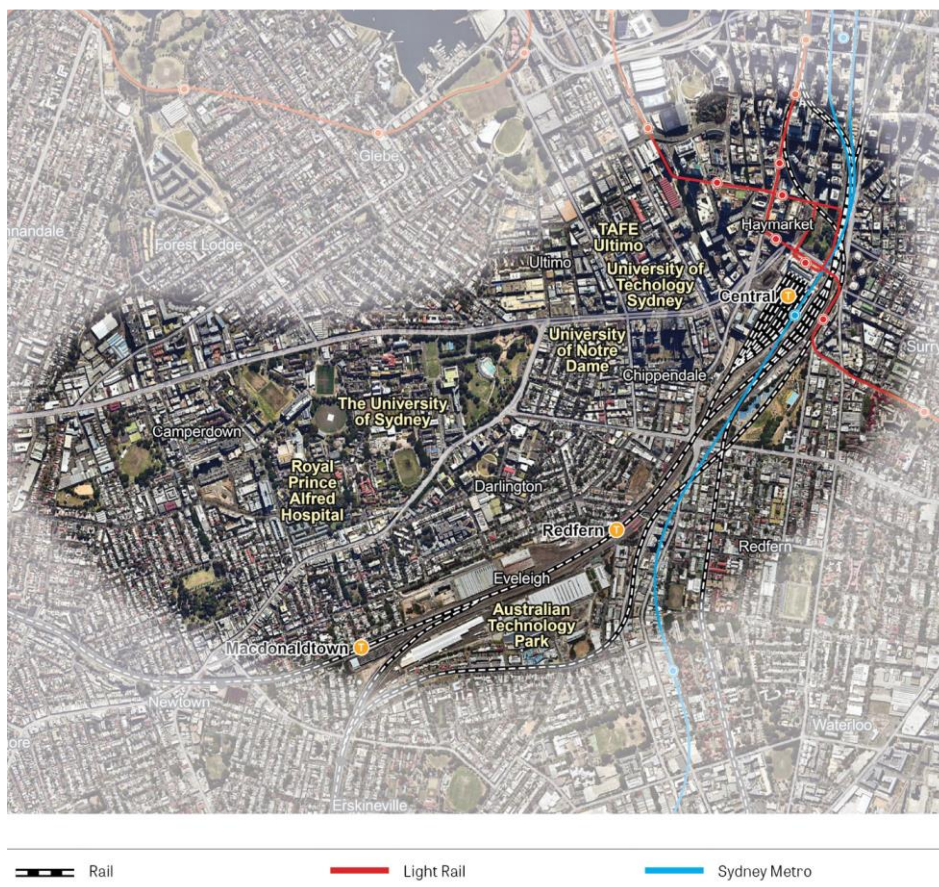 Glebe
nnandale
Forest Lodge
Haymarket
TAFE
Ultimo
Ultimo
University of
Techology
Sydney
Central
T
Surry
University
of Notre
Dame
Chippendale
The University
of Sydney
Camperdown
Royal
Prince
Alfred
Hospital
Darlington
Redfern
T
Redfern
Eveleigh
Australian
Technology
Park
Macdonaldtown
T
Newtown
Waterloo
ore
Erskineville
Rail
Light Rail
Sydney Metro